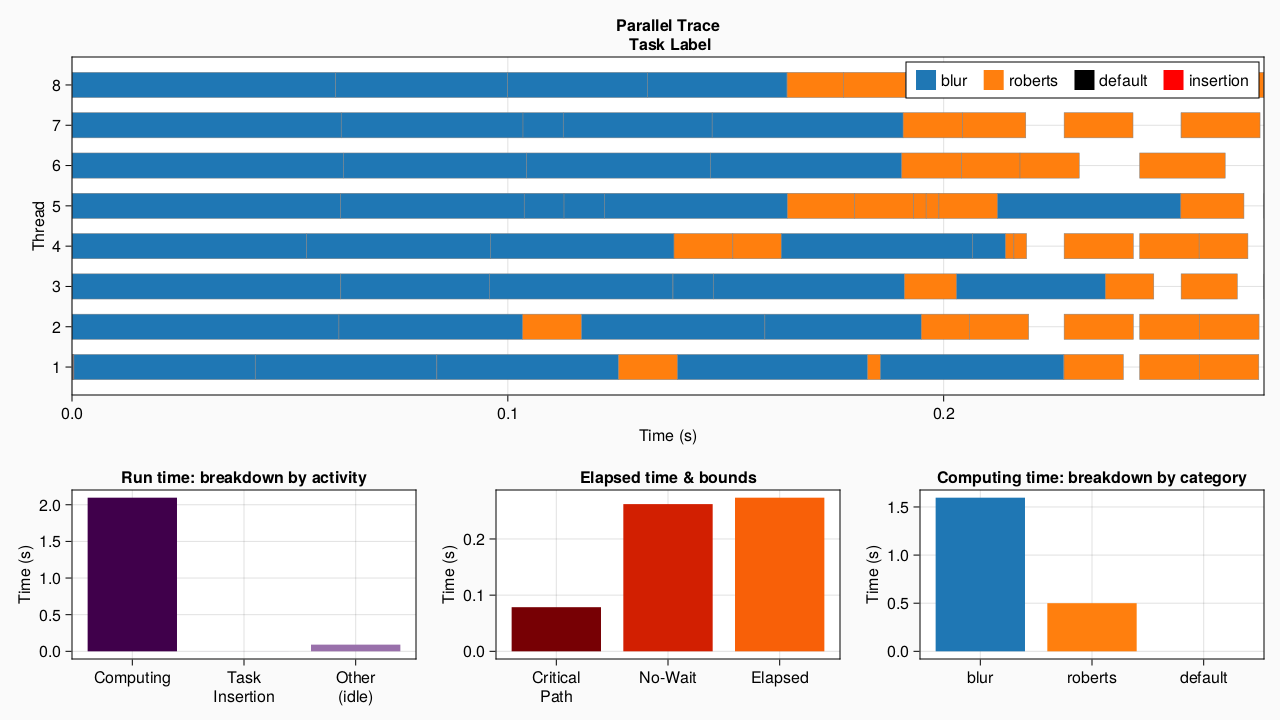 Parallel Trace
Task Label
blur
roberts
default
insertion
Thread
8
7
6
5
4
3
2
1
0.0
0.1
0.2
Time (s)
Run time: breakdown by activity
Time (s)
2.0
1.5
1.0
0.5
0.0
Computing
Task
Insertion
Other
(idle)
Elapsed time & bounds
Time (s)
0.2
0.1
0.0
Critical
Path
No-Wait
Elapsed
Computing time: breakdown by category
Time (s)
1.5
1.0
0.5
0.0
blur
roberts
default